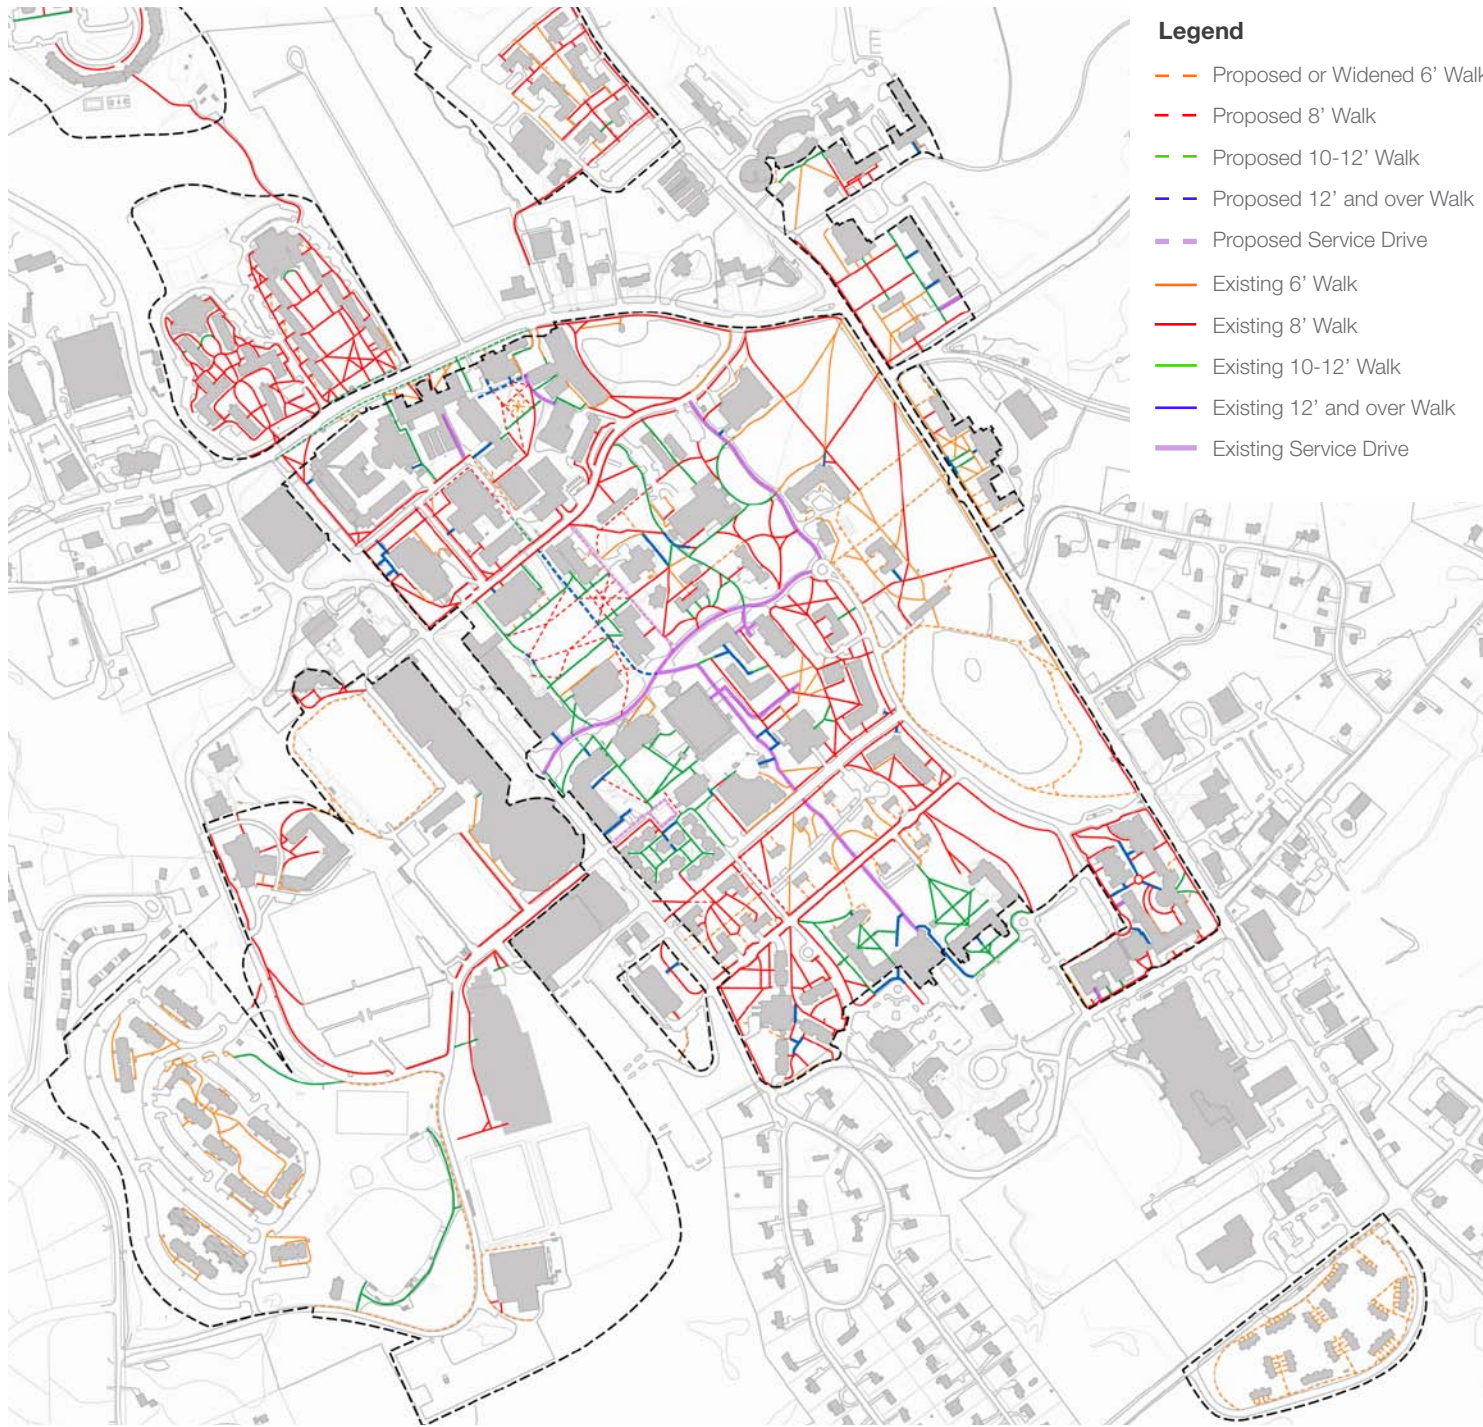 Legend
Proposed or Widened 6’ Walk
Proposed 8’ Walk
Proposed 10-12’ Walk
Proposed 12’ and over Walk
Proposed Service Drive
Existing 6’ Walk
Existing 8’ Walk
Existing 10-12’ Walk
Existing 12’ and over Walk
Existing Service Drive